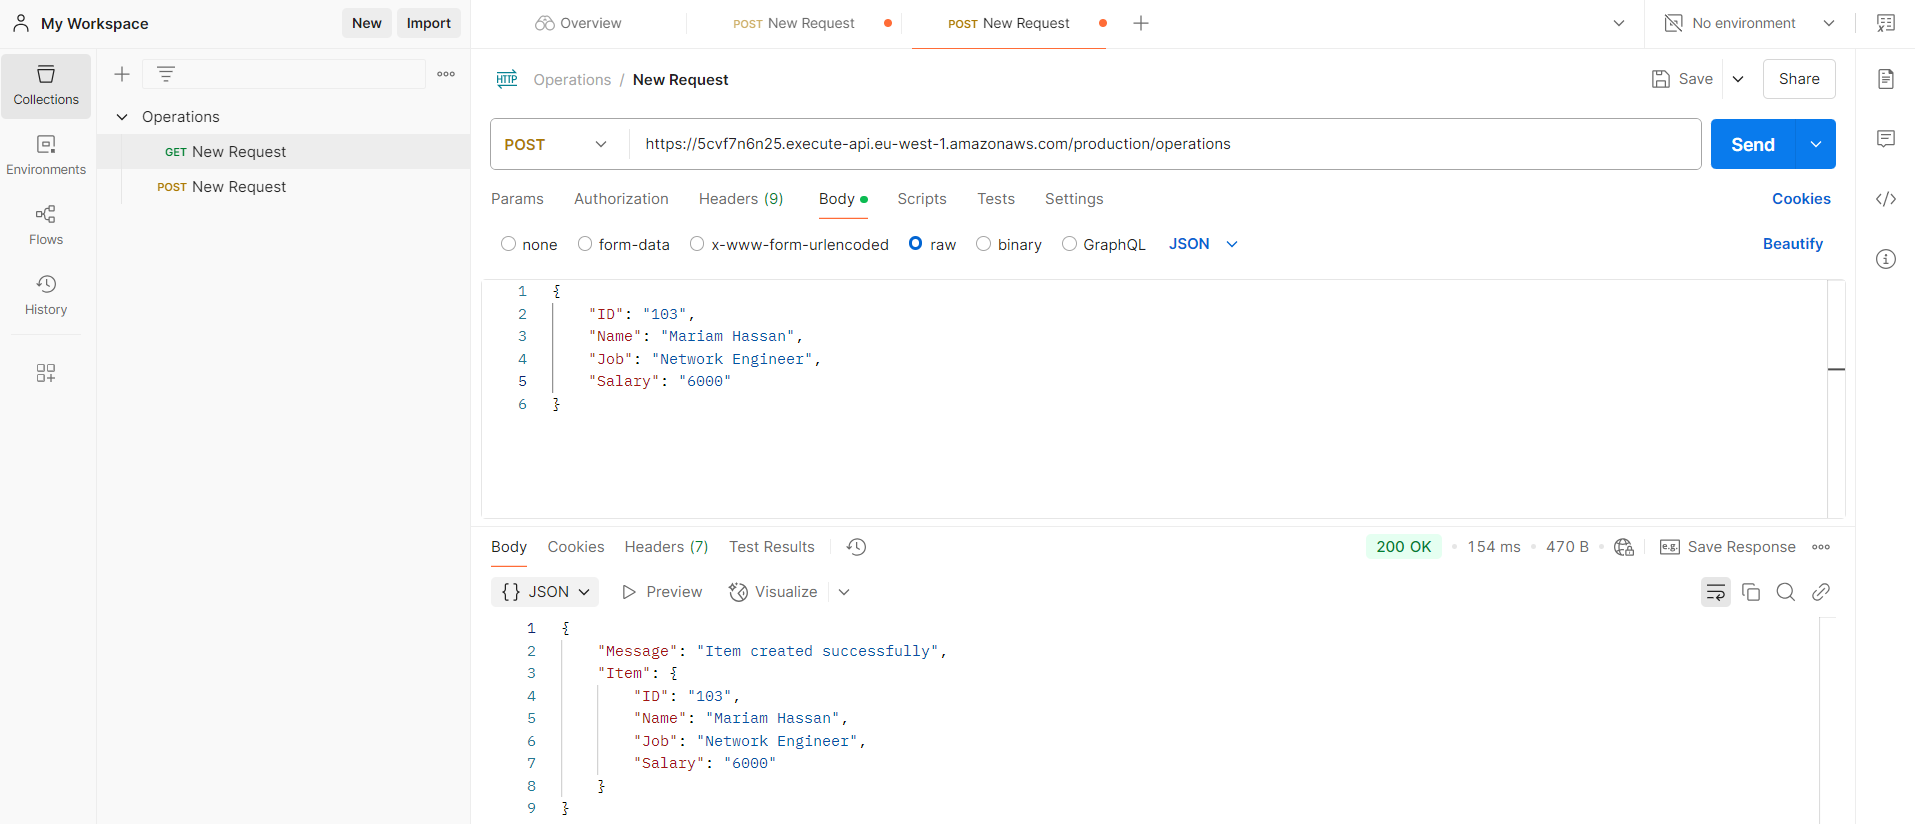 My Workspace
New
Import
Overview
POST New Request
POST New Request
No environment
Collections
Environments
Flows
History
Operations
GET New Request
POST New Request
HTTP
Operations / New Request
Save
Share
POST
https://5cvf7n6n25.execute-api.eu-west-1.amazonaws.com/production/operations
Send
Params
Authorization
Headers (9)
Body
Scripts
Tests
Settings
Cookies
none
form-data
x-www-form-urlencoded
raw
binary
GraphQL
JSON
Beautify
1 {
2 "ID": "103",
3 "Name": "Mariam Hassan",
4 "Job": "Network Engineer",
5 "Salary": "6000"
6 }
Body
Cookies
Headers (7)
Test Results
200 OK
154 ms
470 B
e.g.
Save Response
{} JSON
Preview
Visualize
1 {
2 "Message": "Item created successfully",
3 "Item": {
4 "ID": "103",
5 "Name": "Mariam Hassan",
6 "Job": "Network Engineer",
7 "Salary": "6000"
8 }
9 }